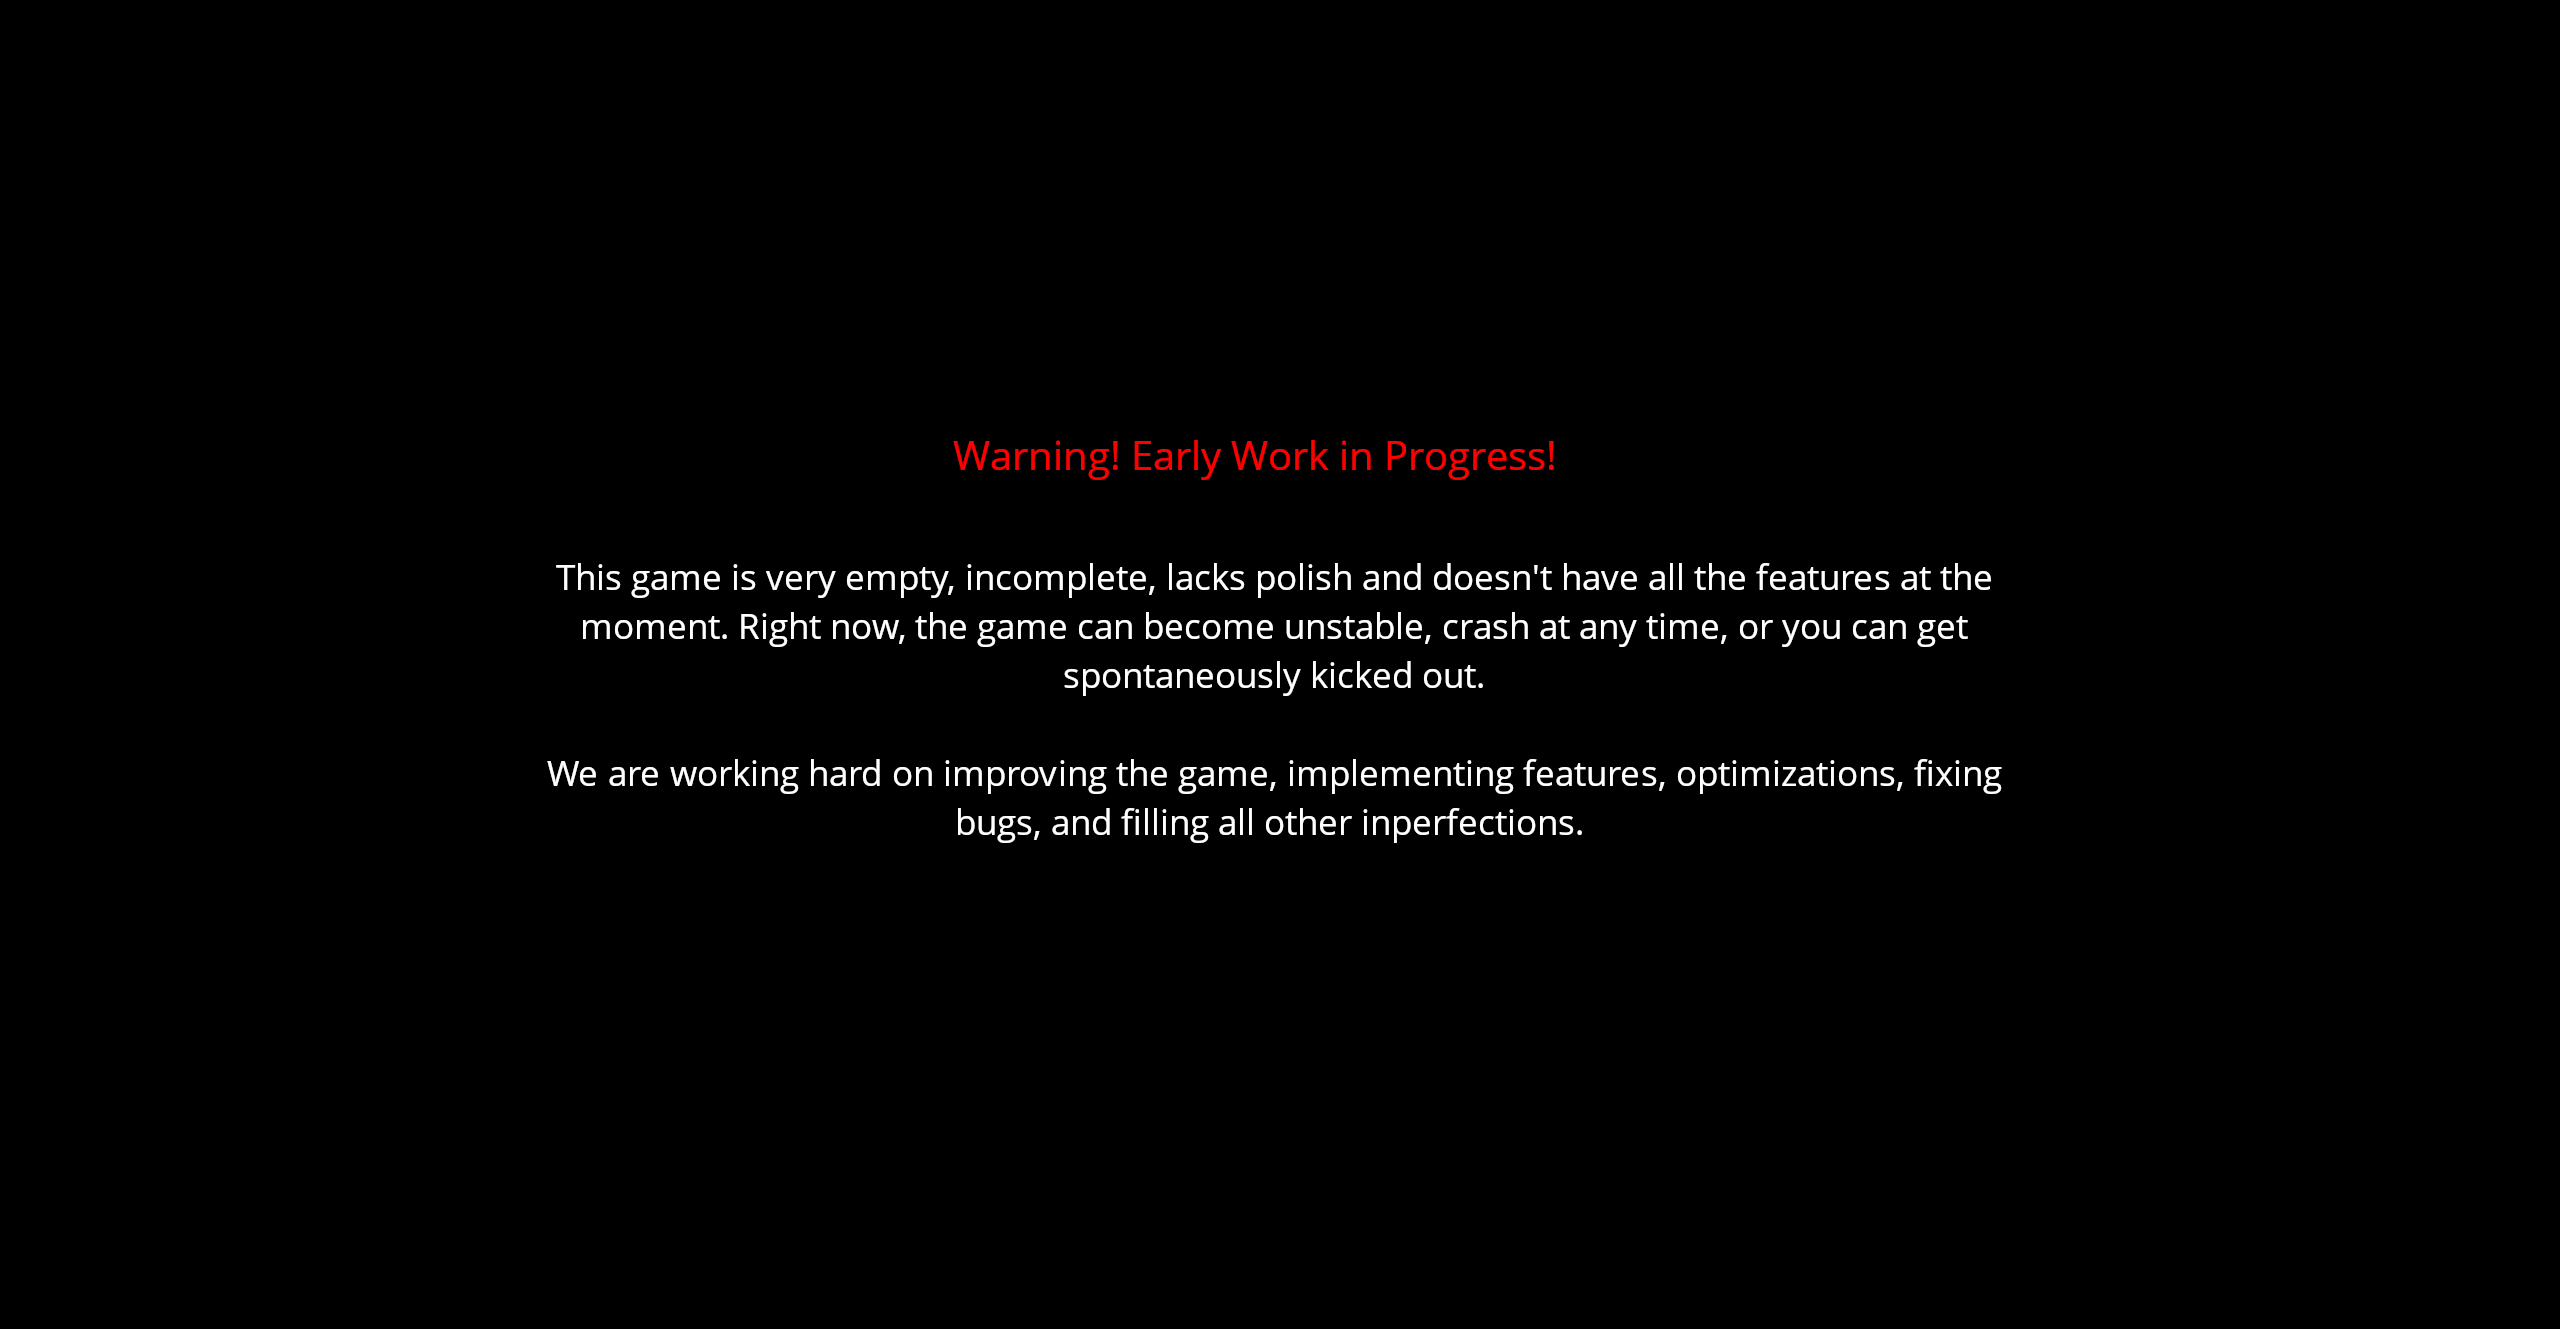 Warning! Early Work in Progress!
This game is very empty, incomplete, lacks polish and doesn't have all the features at the
moment. Right now, the game can become unstable, crash at any time, or you can get
spontaneously kicked out.
We are working hard on improving the game, implementing features, optimizations, fixing
bugs, and filling all other inperfections.